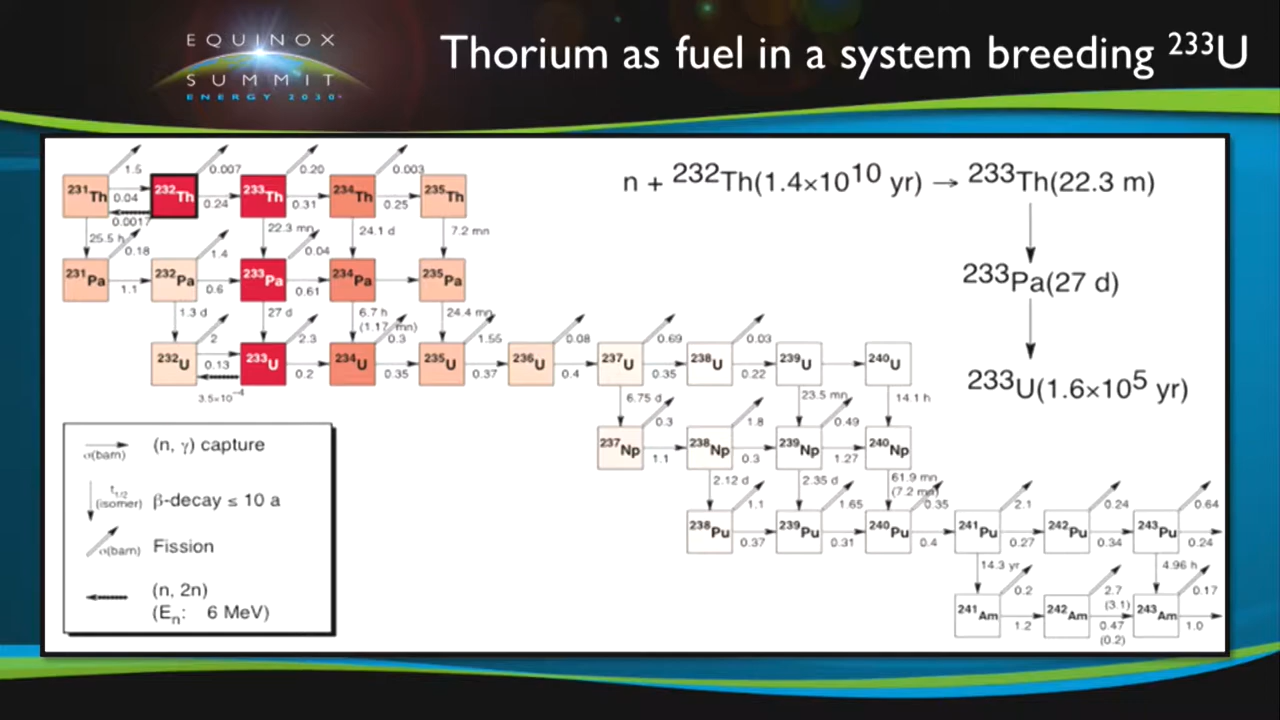 EQUINOX
SUMMIT
ENERGY 2030
Thorium as fuel in a system breeding ²³³U
n + ²³²Th(1.4×10¹⁰ yr) → ²³³Th(22.3 m)
²³³Pa(27 d)
²³³U(1.6×10⁵ yr)
1.5 0.007 0.20 0.003
²³¹Th 0.04 ²³²Th 0.24 ²³³Th 0.31 ²³⁴Th 0.25 ²³⁵Th
0.0017
25.5 h 22.3 mn 24.1 d 7.2 mn
0.18 1.4 0.04
²³¹Pa 1.1 ²³²Pa 0.6 ²³³Pa 0.61 ²³⁴Pa ²³⁵Pa
1.3 d 27 d 6.7 h 24.4 mn
(1.17 mn)
2 2.3 0.3 1.55 0.08 0.69 0.03
²³²U 0.13 ²³³U 0.2 ²³⁴U 0.35 ²³⁵U 0.37 ²³⁶U 0.4 ²³⁷U 0.35 ²³⁸U 0.22 ²³⁹U ²⁴⁰U
3.5×10⁻⁴
6.75 d 23.5 mn 14.1 h
0.3 1.8 0.49
²³⁷Np 1.1 ²³⁸Np 0.3 ²³⁹Np 1.27 ²⁴⁰Np
2.12 d 2.35 d 61.9 mn
(7.2 mn)
1.1 1.65 0.35 2.1 0.24 0.64
²³⁸Pu 0.37 ²³⁹Pu 0.31 ²⁴⁰Pu 0.4 ²⁴¹Pu 0.27 ²⁴²Pu 0.34 ²⁴³Pu 0.24
14.3 yr 4.96 h
0.2 2.7 0.17
(3.1)
²⁴¹Am 1.2 ²⁴²Am 0.47 ²⁴³Am 1.0
(0.2)
σ(barn) (n, γ) capture
t₁/₂
(isomer) β-decay ≤ 10 a
σ(barn) Fission
(n, 2n)
(Eₙ: 6 MeV)